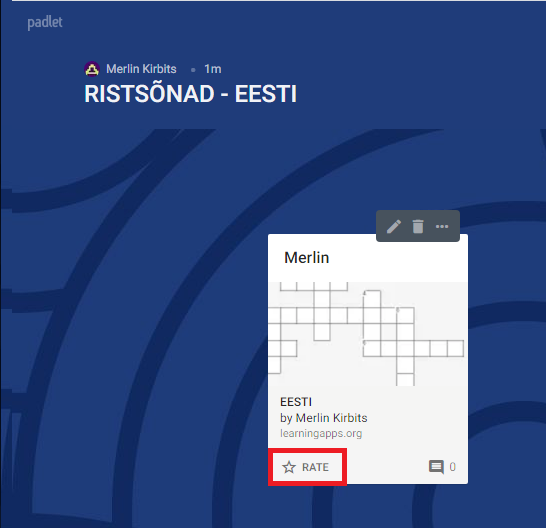 padlet
Merlin Kirbits • 1m
RISTSÕNAD - EESTI
Merlin
EESTI
by Merlin Kirbits
learningapps.org
RATE 0